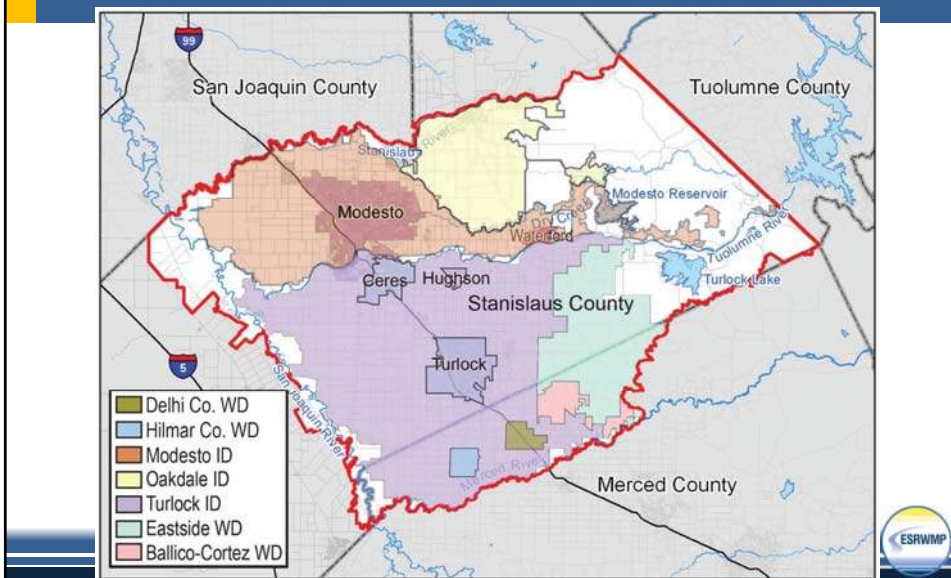 99
San Joaquin County
Tuolumne County
Stanislaus River
Modesto Reservoir
Modesto
Dry Creek
Waterford
Tuolumne River
Ceres
Hughson
Turlock Lake
Stanislaus County
Turlock
5
San Joaquin River
Merced River
Merced County
Delhi Co. WD
Hilmar Co. WD
Modesto ID
Oakdale ID
Turlock ID
Eastside WD
Ballico-Cortez WD
ESRWMP